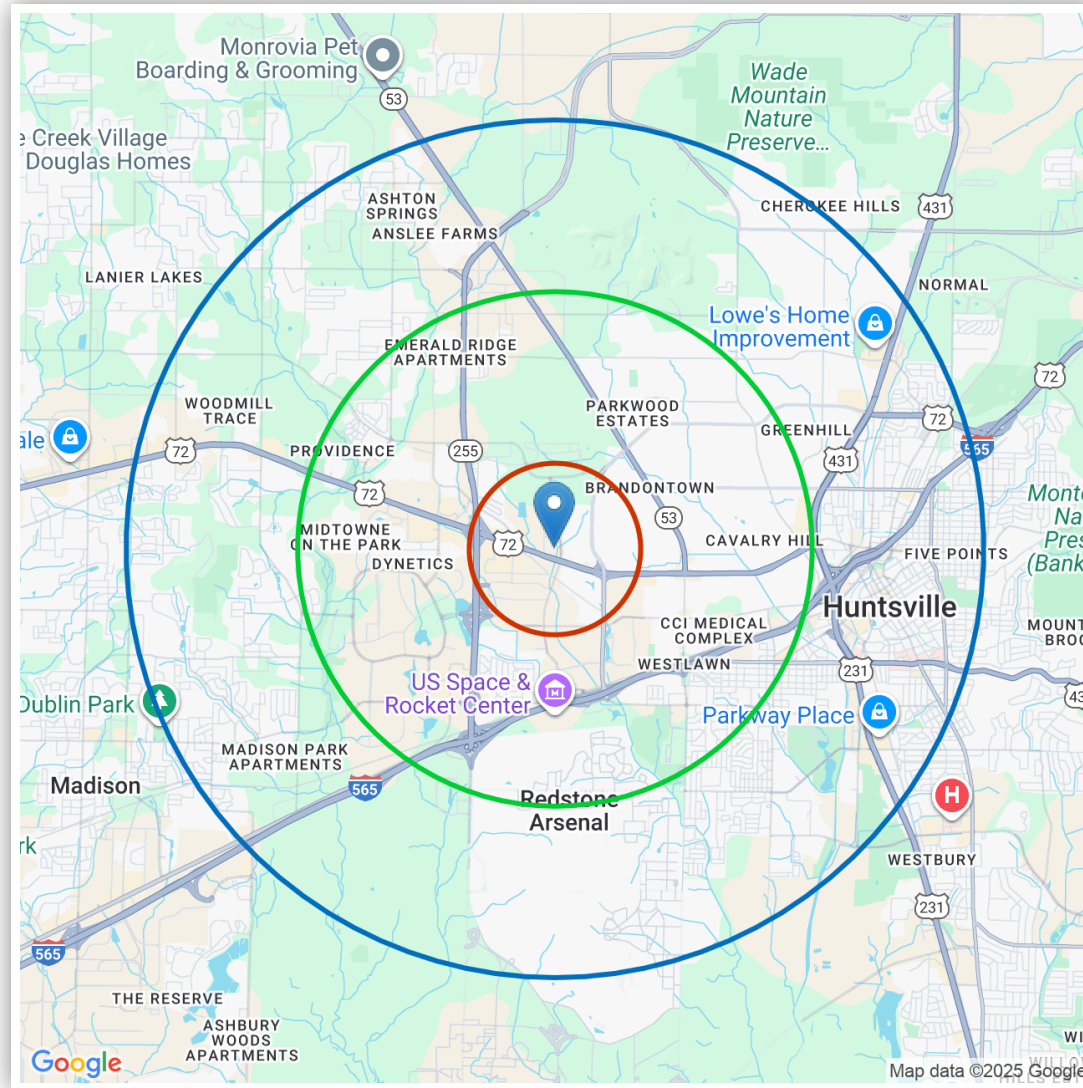 Monrovia Pet
Boarding & Grooming
53
Wade
Mountain
Nature
Preserve...
e Creek Village
Douglas Homes
ASHTON
SPRINGS
ANSLEE FARMS
CHEROKEE HILLS
431
LANIER LAKES
NORMAL
Lowe's Home
Improvement
EMERALD RIDGE
APARTMENTS
72
WOODMILL
TRACE
PARKWOOD
ESTATES
72
ale
72
PROVIDENCE
255
GREENHILL
431
565
72
BRANDONTOWN
53
MIDTOWNE
ON THE PARK
DYNETICS
72
CAVALRY HILL
FIVE POINTS
Monte
Na
Pres
(Bank
Huntsville
CCI MEDICAL
COMPLEX
MOUNT
BROO
WESTLAWN
231
US Space &
Rocket Center
Dublin Park
Parkway Place
43
MADISON PARK
APARTMENTS
Madison
565
Redstone
Arsenal
H
rk
WESTBURY
231
565
THE RESERVE
ASHBURY
WOODS
APARTMENTS
WI
WILLO
Google
Map data ©2025 Google